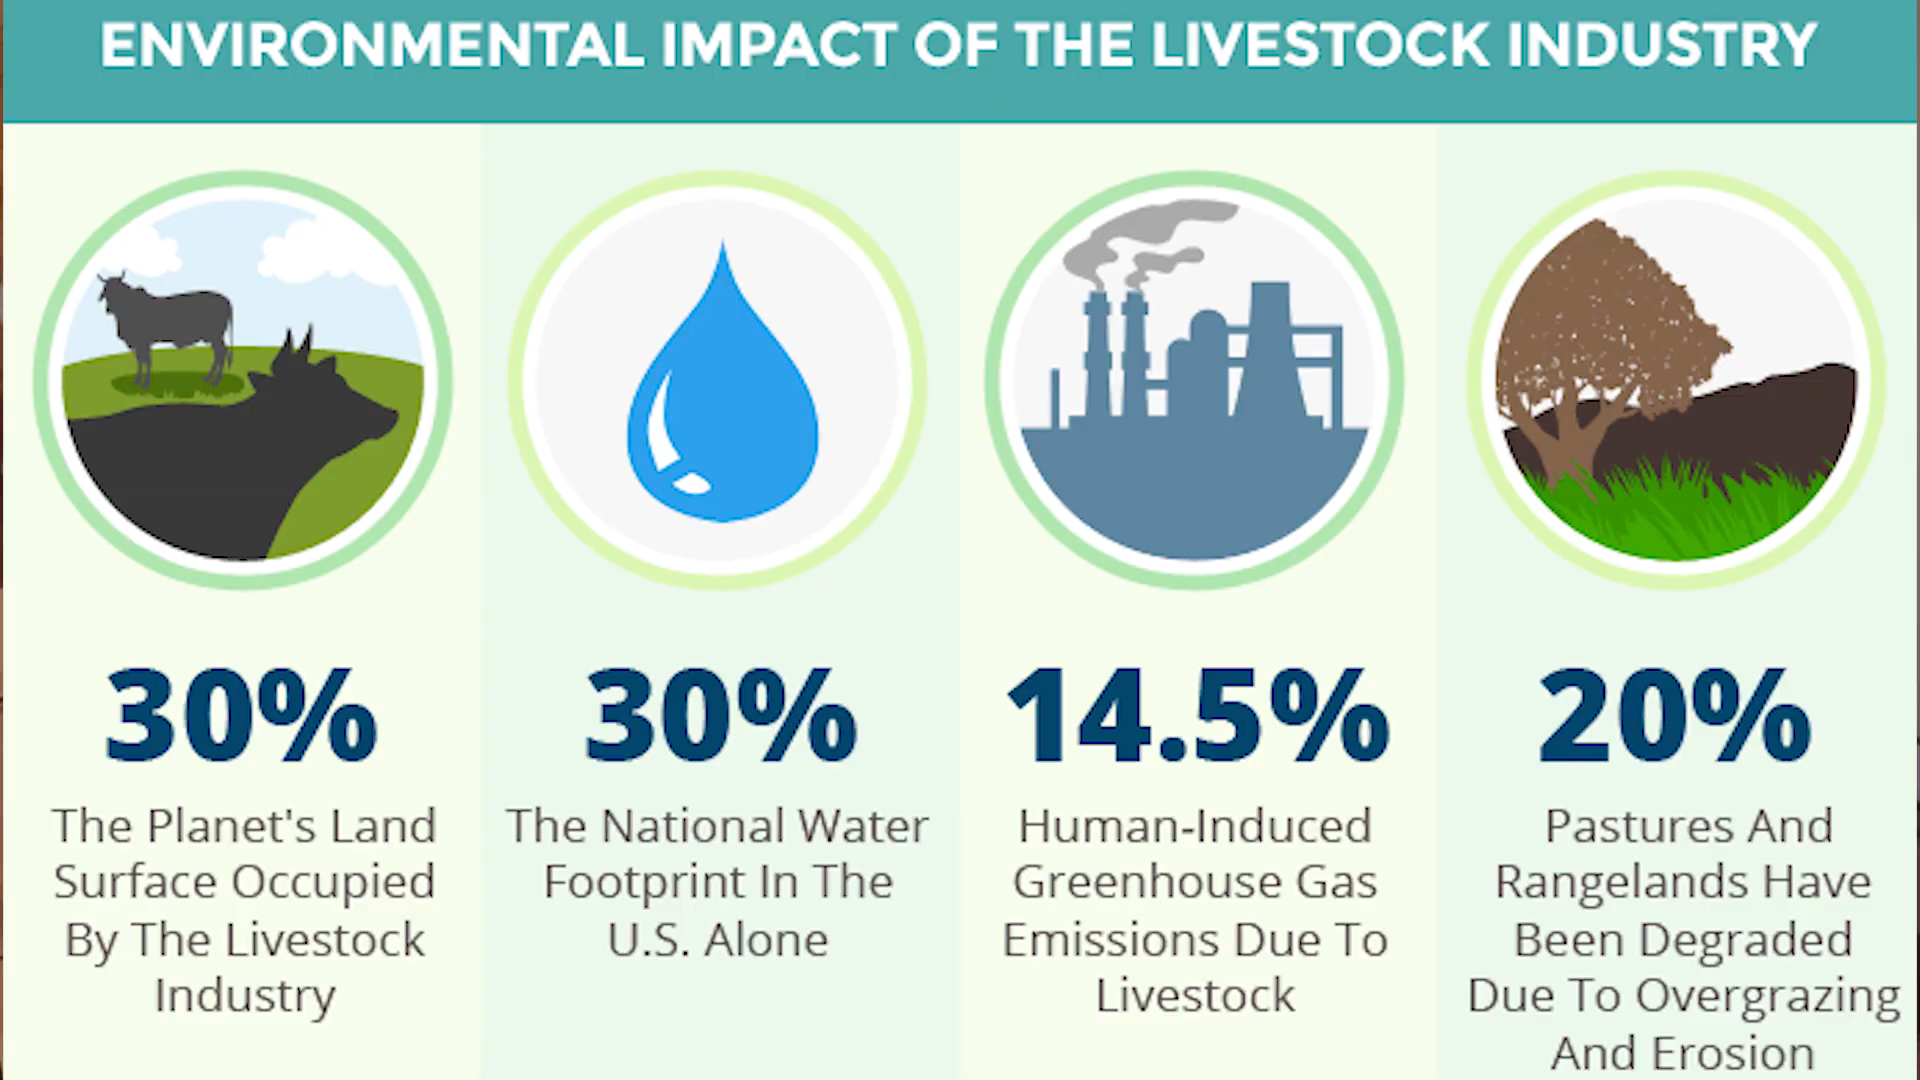 ENVIRONMENTAL IMPACT OF THE LIVESTOCK INDUSTRY
30%
The Planet's Land
Surface Occupied
By The Livestock
Industry
30%
The National Water
Footprint In The
U.S. Alone
14.5%
Human-Induced
Greenhouse Gas
Emissions Due To
Livestock
20%
Pastures And
Rangelands Have
Been Degraded
Due To Overgrazing
And Erosion